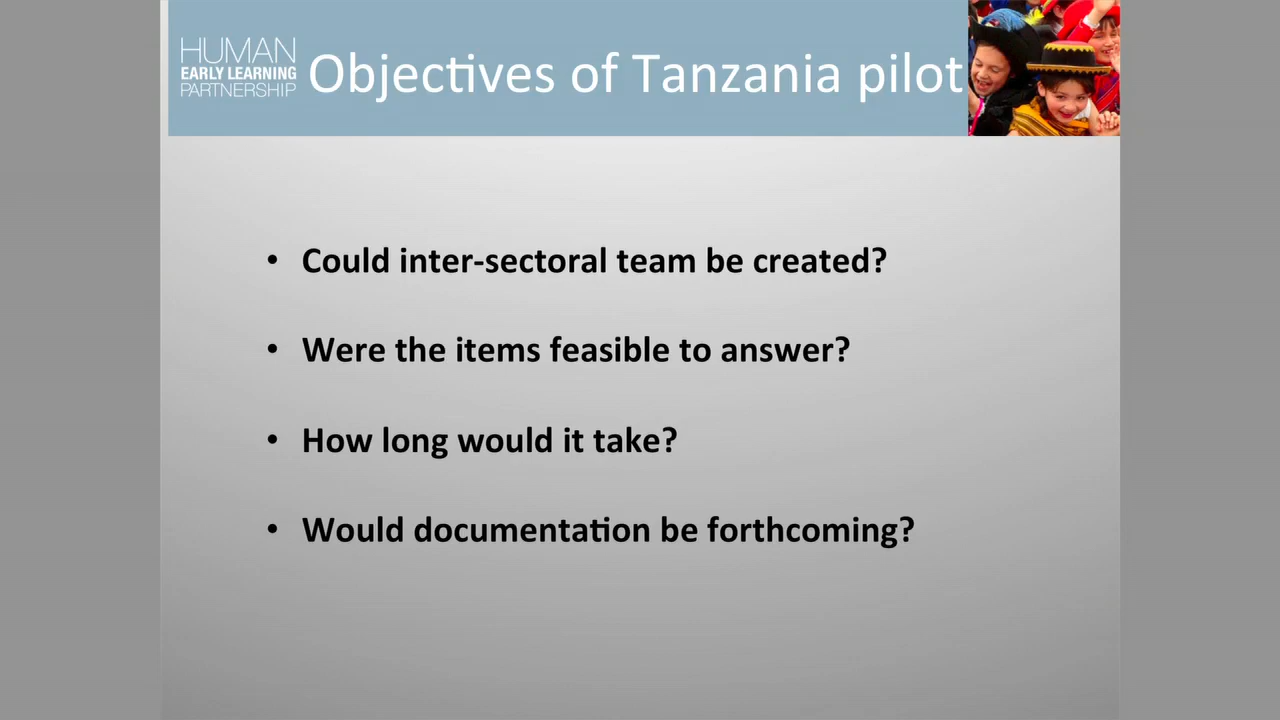 HUMAN
EARLY LEARNING
PARTNERSHIP
Objectives of Tanzania pilot
• Could inter-sectoral team be created?
• Were the items feasible to answer?
• How long would it take?
• Would documentation be forthcoming?